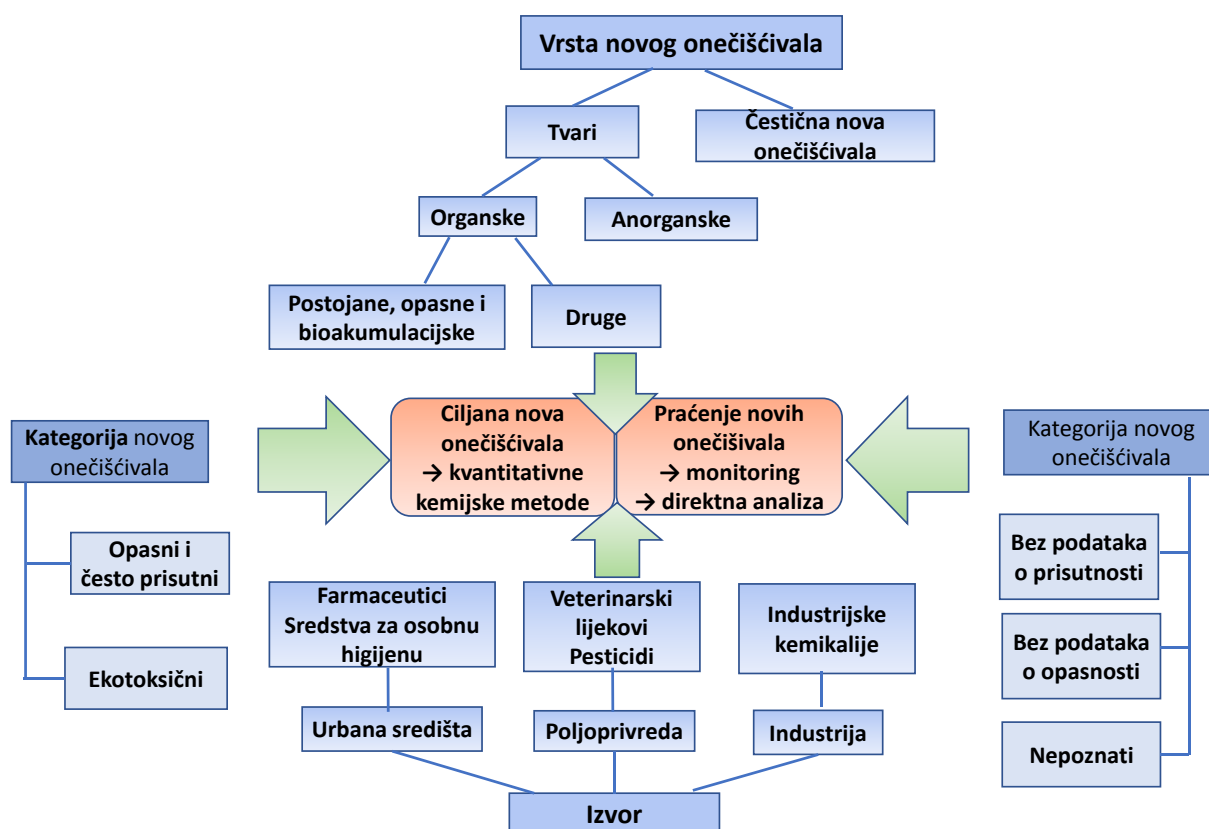 Vrsta novog onečišćivala
Tvari
Čestična nova
onečišćivala
Organske
Anorganske
Postojane, opasne i
bioakumulacijske
Druge
Kategorija novog
onečišćivala
Opasni i
često prisutni
Ekotoksični
Ciljana nova
onečišćivala
→ kvantitativne
kemijske metode
Praćenje novih
onečišivala
→ monitoring
→ direktna analiza
Kategorija novog
onečišćivala
Bez podataka
o prisutnosti
Bez podataka
o opasnosti
Nepoznati
Farmaceutici
Sredstva za osobnu
higijenu
Veterinarski
lijekovi
Pesticidi
Industrijske
kemikalije
Urbana središta
Poljoprivreda
Industrija
Izvor